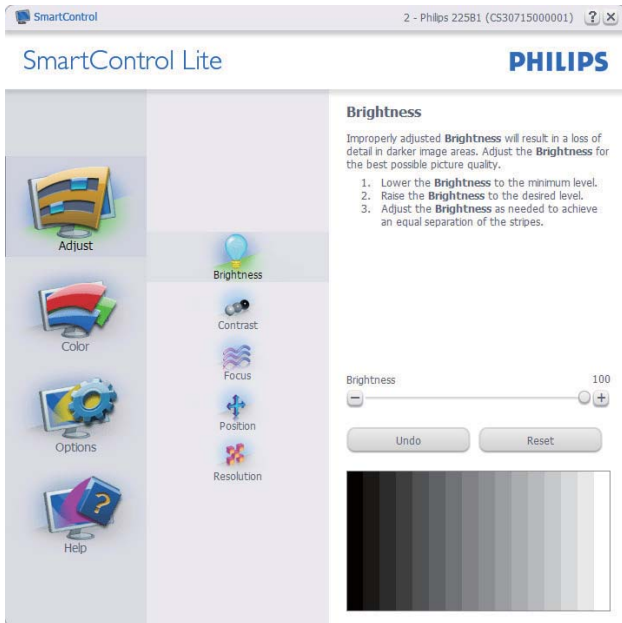 SmartControl
2 - Philips 225B1 (CS30715000001) ? ×
SmartControl Lite
PHILIPS
Adjust
Color
Options
?
Help
Brightness
Contrast
Focus
Position
Resolution
Brightness
Improperly adjusted Brightness will result in a loss of
detail in darker image areas. Adjust the Brightness for
the best possible picture quality.
1. Lower the Brightness to the minimum level.
2. Raise the Brightness to the desired level.
3. Adjust the Brightness as needed to achieve
an equal separation of the stripes.
Brightness 100
Undo Reset